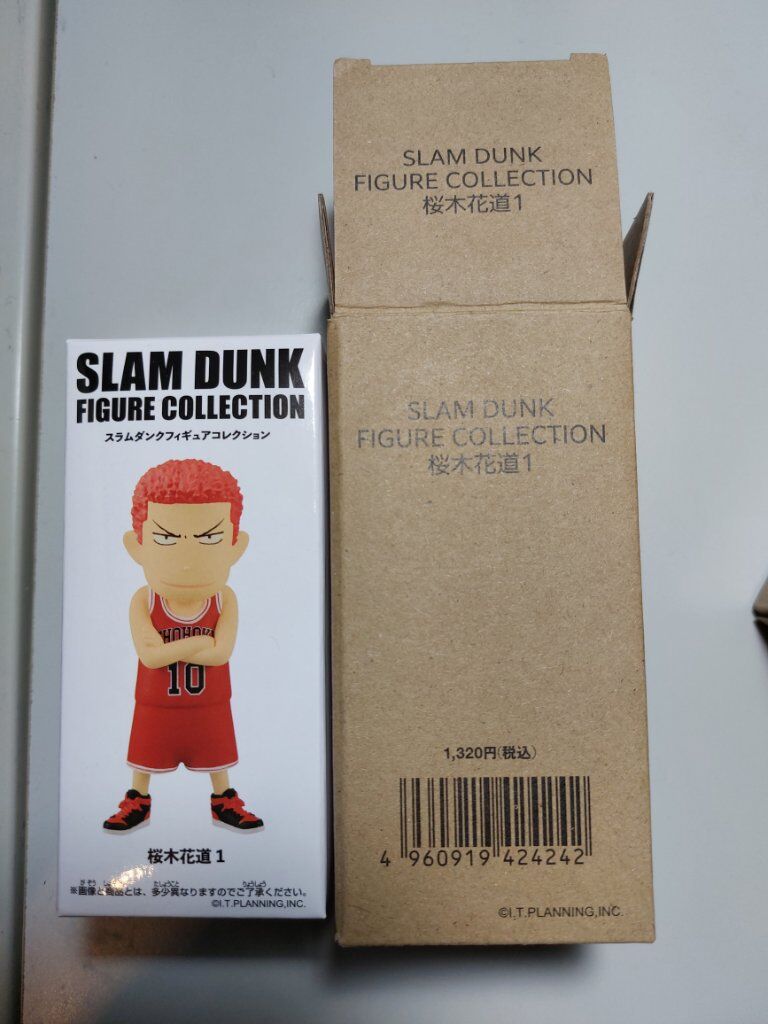 SLAM DUNK
FIGURE COLLECTION
スラムダンクフィギュアコレクション
10
桜木花道 1
※画像と商品とは、多少異なりますのでご了承ください。
©I.T.PLANNING,INC.
SLAM DUNK
FIGURE COLLECTION
桜木花道1
SLAM DUNK
FIGURE COLLECTION
桜木花道1
1,320円(税込)
4 960919 424242
©I.T.PLANNING,INC.